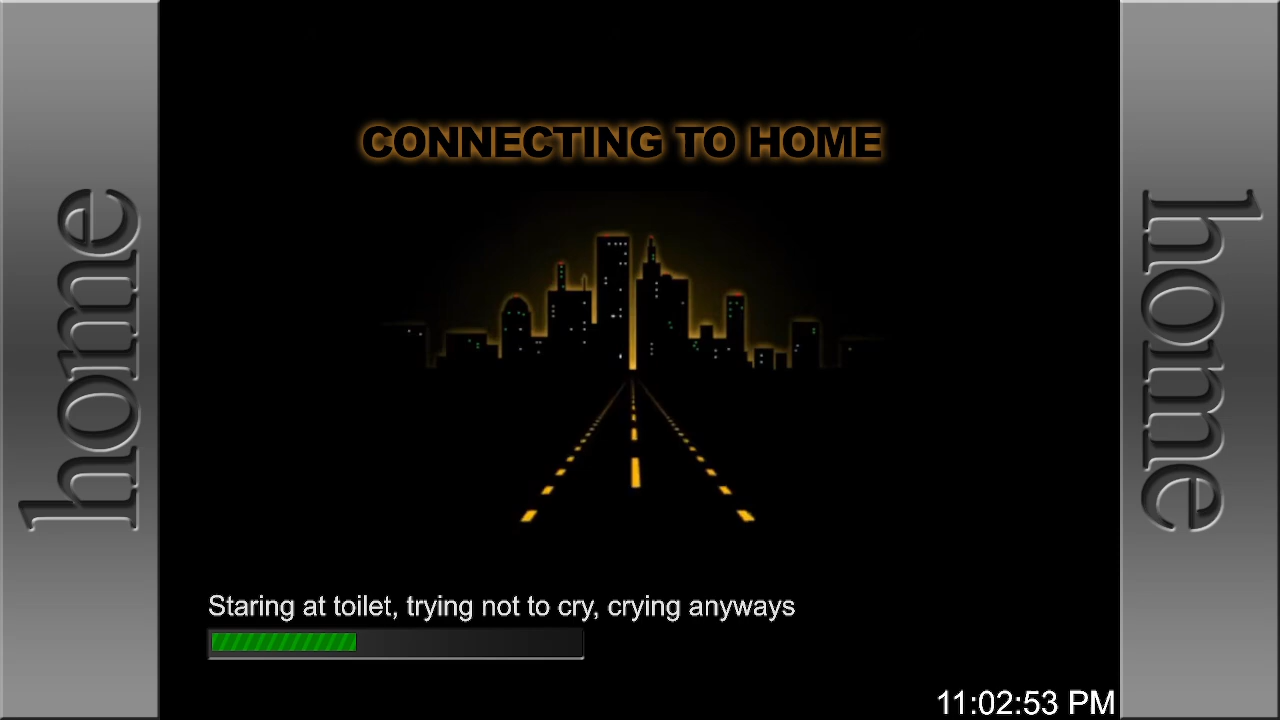 home
CONNECTING TO HOME
home
Staring at toilet, trying not to cry, crying anyways
11:02:53 PM